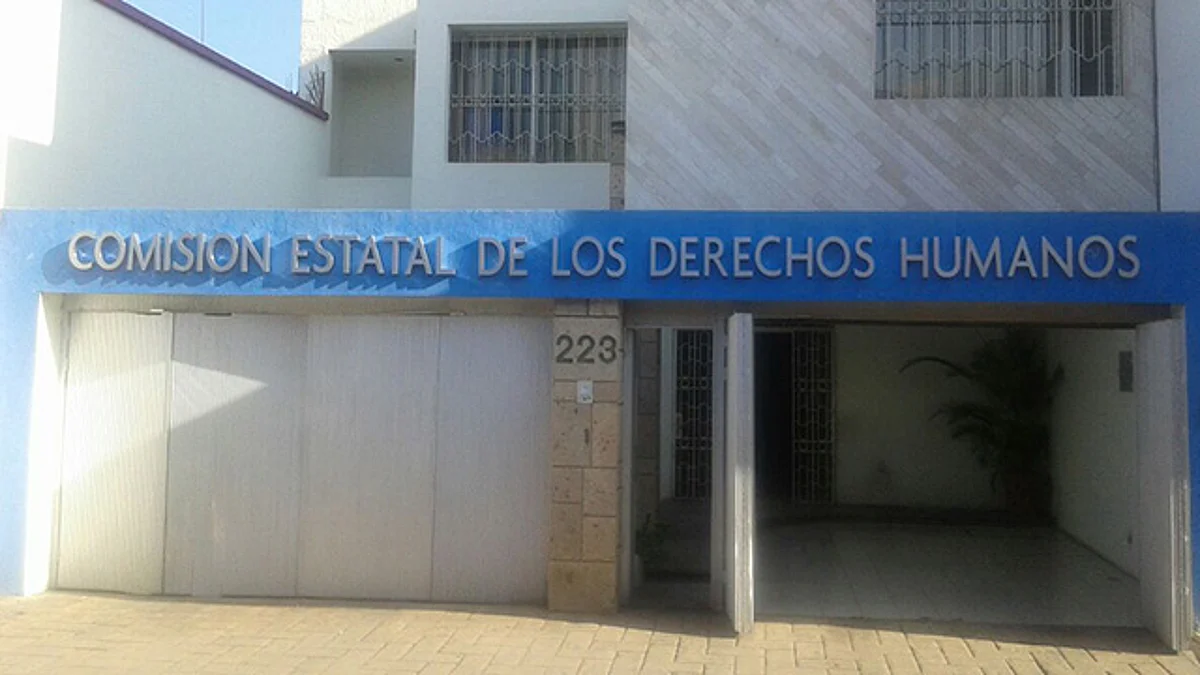 COMISION ESTATAL DE LOS DERECHOS HUMANOS
223